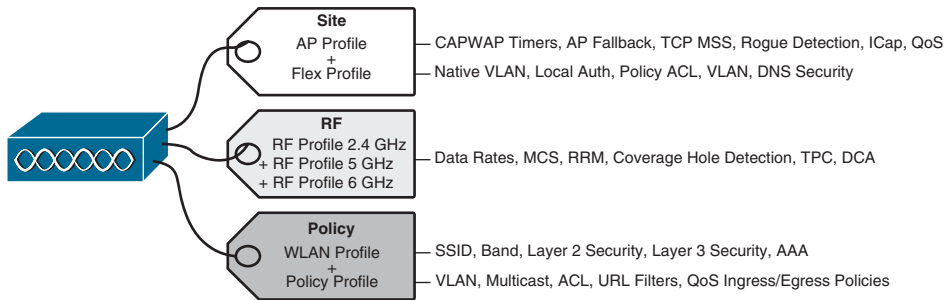 Site
AP Profile
+
Flex Profile
CAPWAP Timers, AP Fallback, TCP MSS, Rogue Detection, ICap, QoS
Native VLAN, Local Auth, Policy ACL, VLAN, DNS Security
RF
RF Profile 2.4 GHz
+ RF Profile 5 GHz
+ RF Profile 6 GHz
Data Rates, MCS, RRM, Coverage Hole Detection, TPC, DCA
Policy
WLAN Profile
+
Policy Profile
SSID, Band, Layer 2 Security, Layer 3 Security, AAA
VLAN, Multicast, ACL, URL Filters, QoS Ingress/Egress Policies